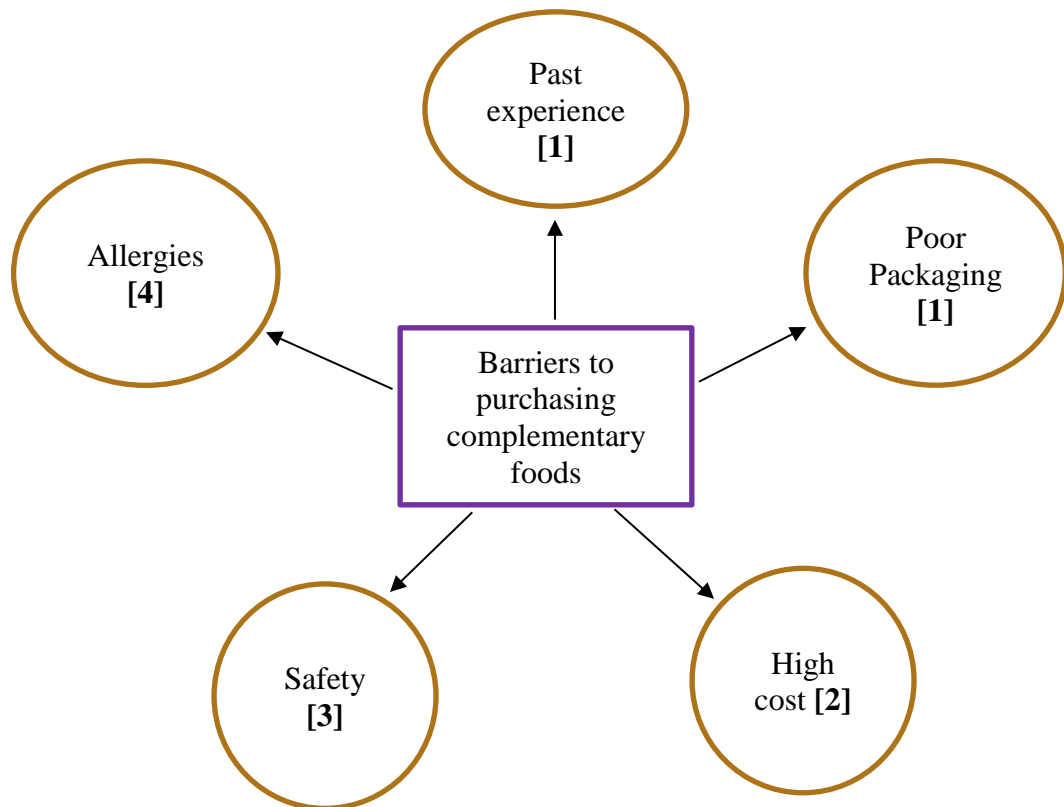 Past
experience
[1]
Allergies
[4]
Poor
Packaging
[1]
Barriers to
purchasing
complementary
foods
Safety
[3]
High
cost [2]